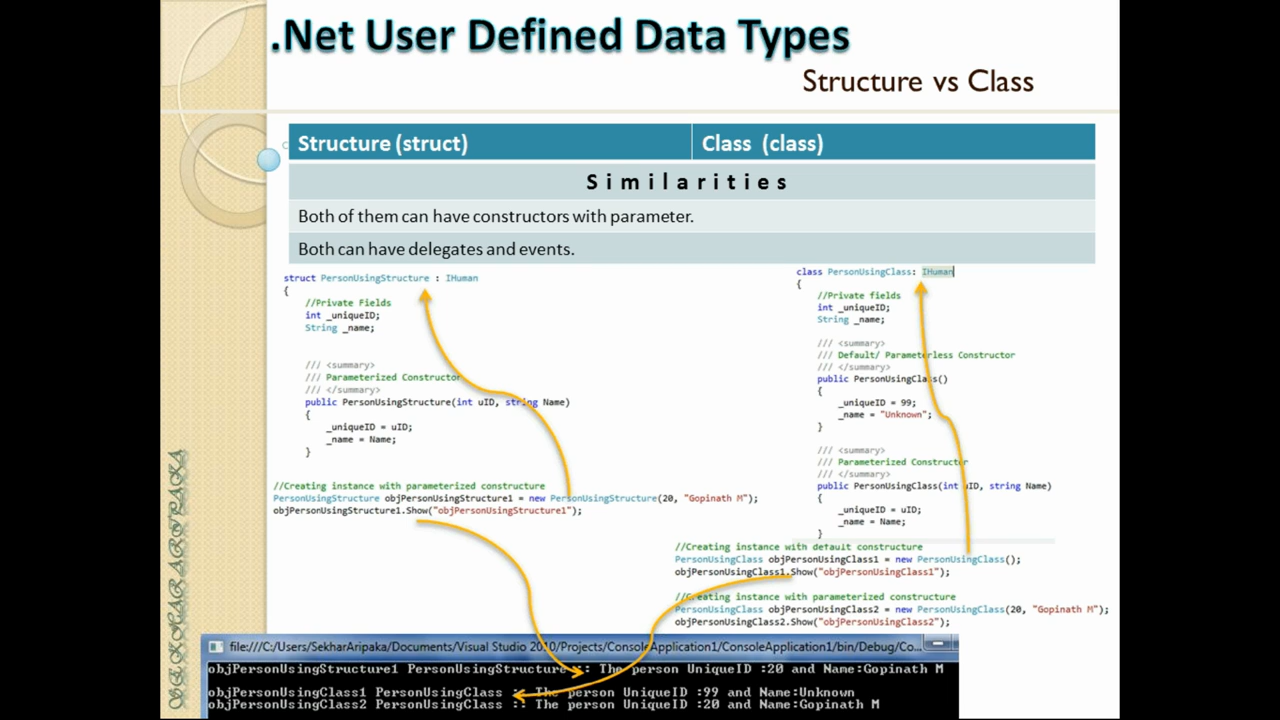 .Net User Defined Data Types
Structure vs Class
Structure (struct)
Class (class)
Similarities
Both of them can have constructors with parameter.
Both can have delegates and events.
struct PersonUsingStructure : IHuman
{
//Private Fields
int _uniqueID;
String _name;
/// <summary>
/// Parameterized Constructor
/// </summary>
public PersonUsingStructure(int uID, string Name)
{
_uniqueID = uID;
_name = Name;
}
//Creating instance with parameterized constructure
PersonUsingStructure objPersonUsingStructure1 = new PersonUsingStructure(20, "Gopinath M");
objPersonUsingStructure1.Show("objPersonUsingStructure1");
class PersonUsingClass: IHuman
{
//Private fields
int _uniqueID;
String _name;
/// <summary>
/// Default/ Parameterless Constructor
/// </summary>
public PersonUsingClass()
{
_uniqueID = 99;
_name = "Unknown";
}
/// <summary>
/// Parameterized Constructor
/// </summary>
public PersonUsingClass(int uID, string Name)
{
_uniqueID = uID;
_name = Name;
}
//Creating instance with default constructure
PersonUsingClass objPersonUsingClass1 = new PersonUsingClass();
objPersonUsingClass1.Show("objPersonUsingClass1");
//Creating instance with parameterized constructure
PersonUsingClass objPersonUsingClass2 = new PersonUsingClass(20, "Gopinath M");
objPersonUsingClass2.Show("objPersonUsingClass2");
file:///C:/Users/SekharAripaka/Documents/Visual Studio 2010/Projects/ConsoleApplication1/ConsoleApplication1/bin/Debug/Co...
objPersonUsingStructure1 PersonUsingStructure :: The person UniqueID :20 and Name:Gopinath M
objPersonUsingClass1 PersonUsingClass :: The person UniqueID :99 and Name:Unknown
objPersonUsingClass2 PersonUsingClass :: The person UniqueID :20 and Name:Gopinath M
SEKHAR ARIPAKA